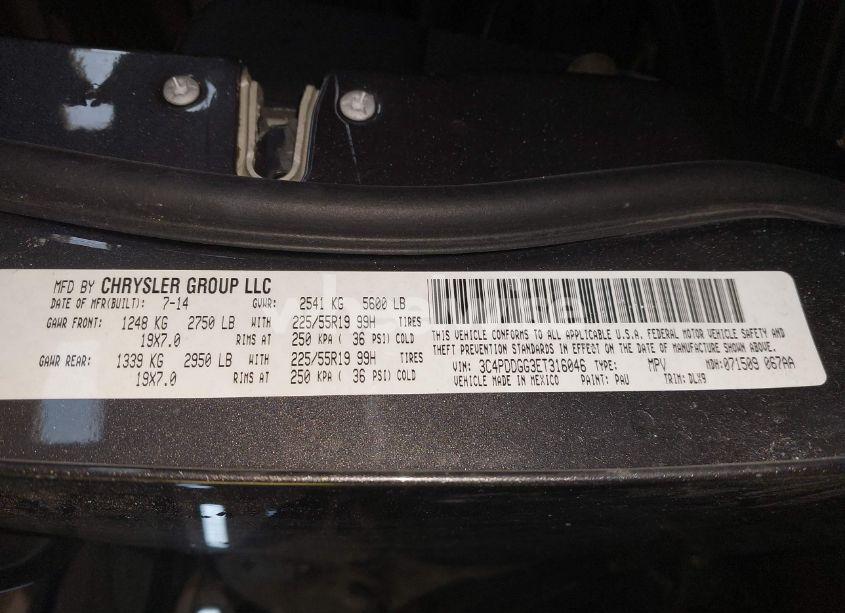 MFD BY CHRYSLER GROUP LLC
DATE OF MFR(BUILT): 7-14 GVWR: 2541 KG 5600 LB
GAWR FRONT: 1248 KG 2750 LB WITH 225/55R19 99H TIRES
19X7.0 RIMS AT 250 KPA ( 36 PSI) COLD
GAWR REAR: 1339 KG 2950 LB WITH 225/55R19 99H TIRES
19X7.0 RIMS AT 250 KPA ( 36 PSI) COLD
THIS VEHICLE CONFORMS TO ALL APPLICABLE U.S.A. FEDERAL MOTOR VEHICLE SAFETY AND
THEFT PREVENTION STANDARDS IN EFFECT ON THE DATE OF MANUFACTURE SHOWN ABOVE.
VIN: 3C4PDDGG3ET316046 TYPE: MPV MDH:071509 067AA
VEHICLE MADE IN MEXICO PAINT: PAU TRIM: DLX9